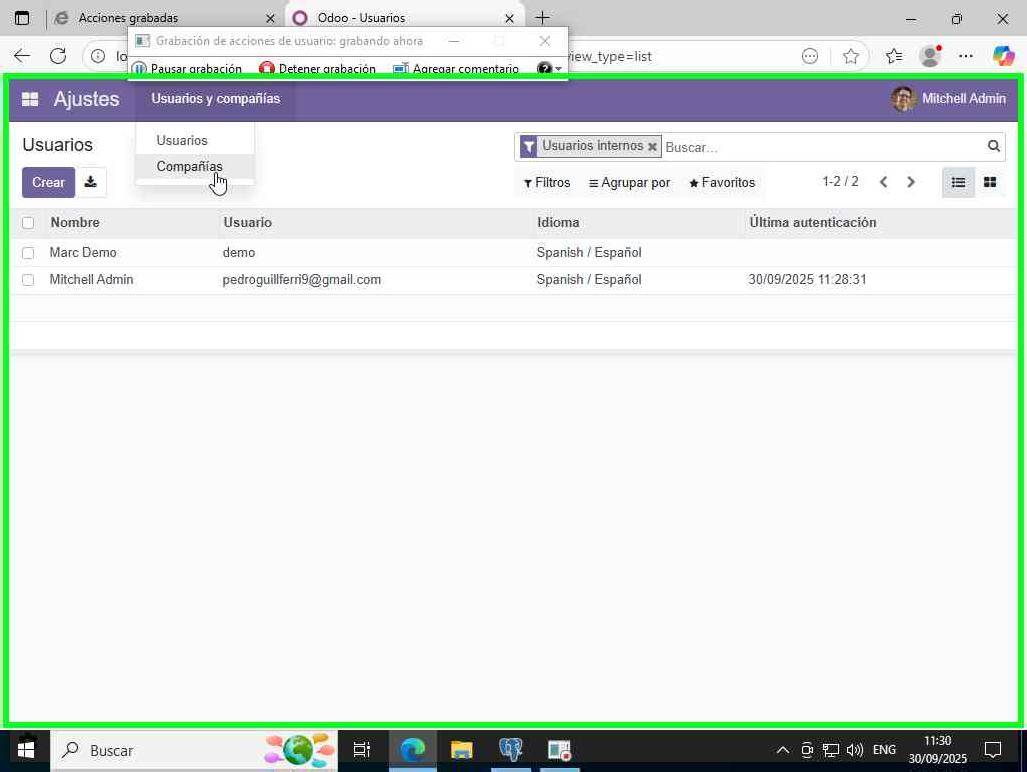 Acciones grabadas
Odoo - Usuarios
Grabación de acciones de usuario: grabando ahora
lo
view_type=list
Pausar grabación
Detener grabación
Agregar comentario
Ajustes
Usuarios y compañías
Mitchell Admin
Usuarios
Usuarios
Compañías
Usuarios internos
Buscar...
Crear
Filtros
Agrupar por
Favoritos
1-2 / 2
Nombre Usuario Idioma Última autenticación
Marc Demo demo Spanish / Español
Mitchell Admin pedroguillferri9@gmail.com Spanish / Español 30/09/2025 11:28:31
Buscar
ENG
11:30
30/09/2025